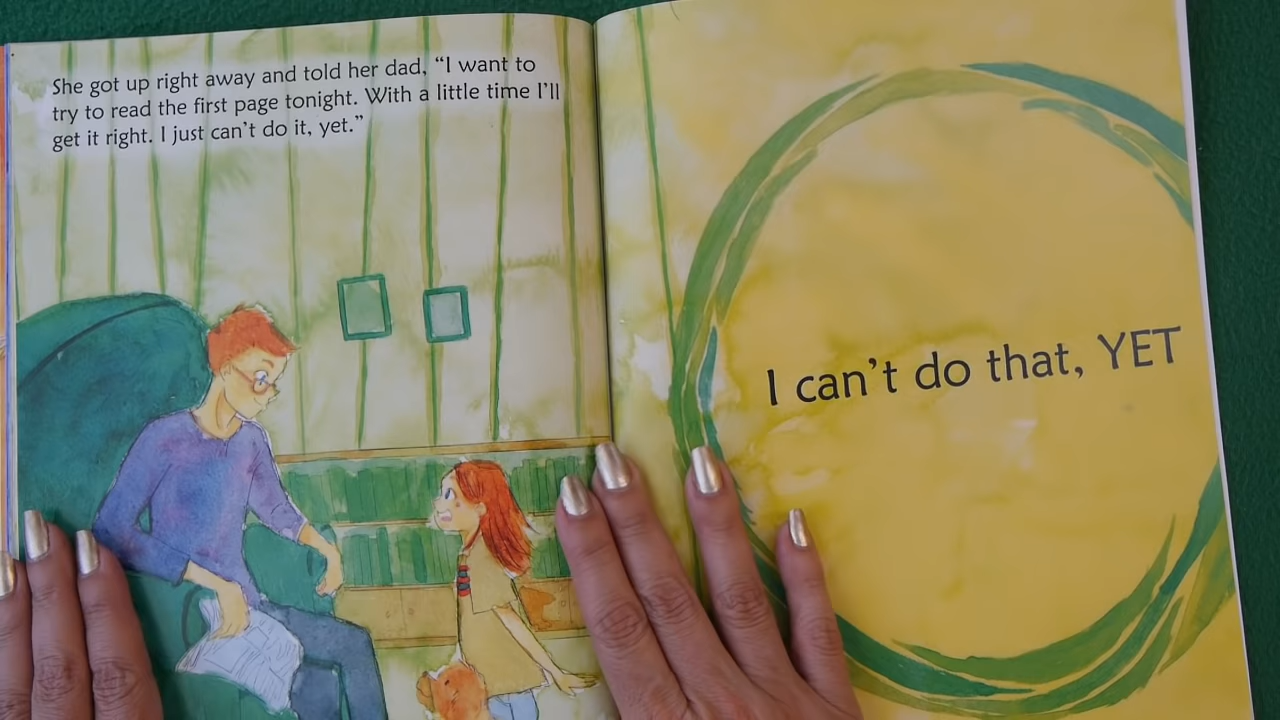 She got up right away and told her dad, “I want to
try to read the first page tonight. With a little time I’ll
get it right. I just can’t do it, yet.”
I can’t do that, YET